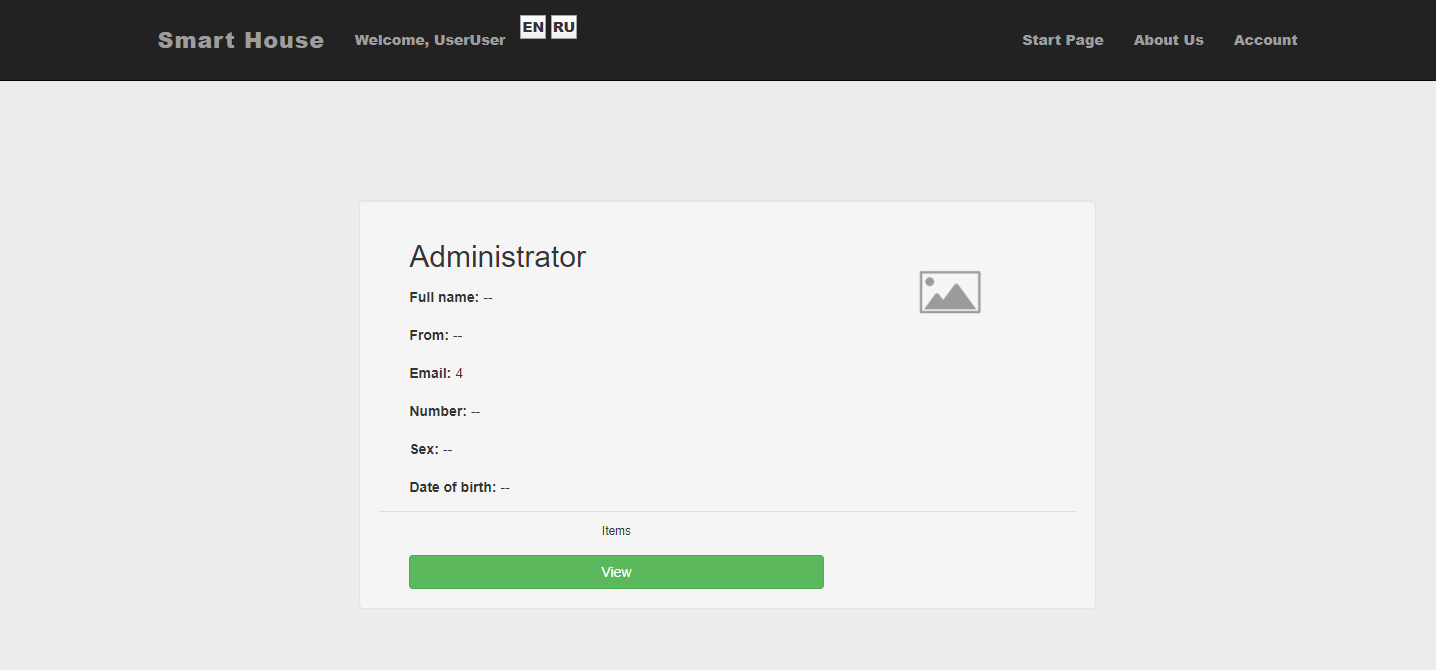 Smart House Welcome, UserUser EN RU Start Page About Us Account
Administrator
Full name: --
From: --
Email: 4
Number: --
Sex: --
Date of birth: --
Items
View